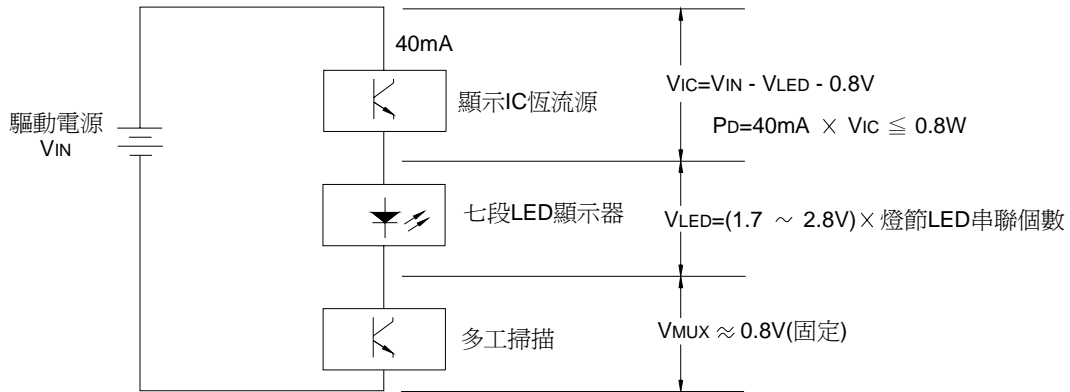 40mA
顯示IC恆流源
VIC=VIN - VLED - 0.8V
PD=40mA × VIC ≦ 0.8W
驅動電源
VIN
七段LED顯示器
VLED=(1.7 ~ 2.8V)×燈節LED串聯個數
多工掃描
VMUX ≈ 0.8V(固定)